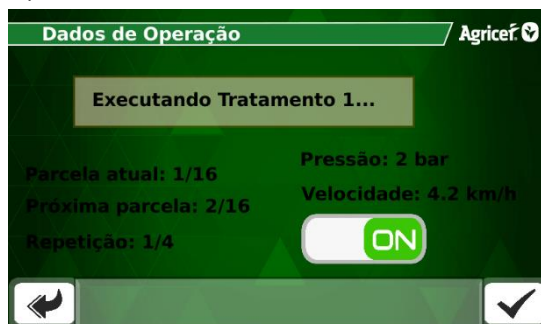 Dados de Operação
Agricef
Executando Tratamento 1...
Parcela atual: 1/16
Próxima parcela: 2/16
Repetição: 1/4
Pressão: 2 bar
Velocidade: 4.2 km/h
ON